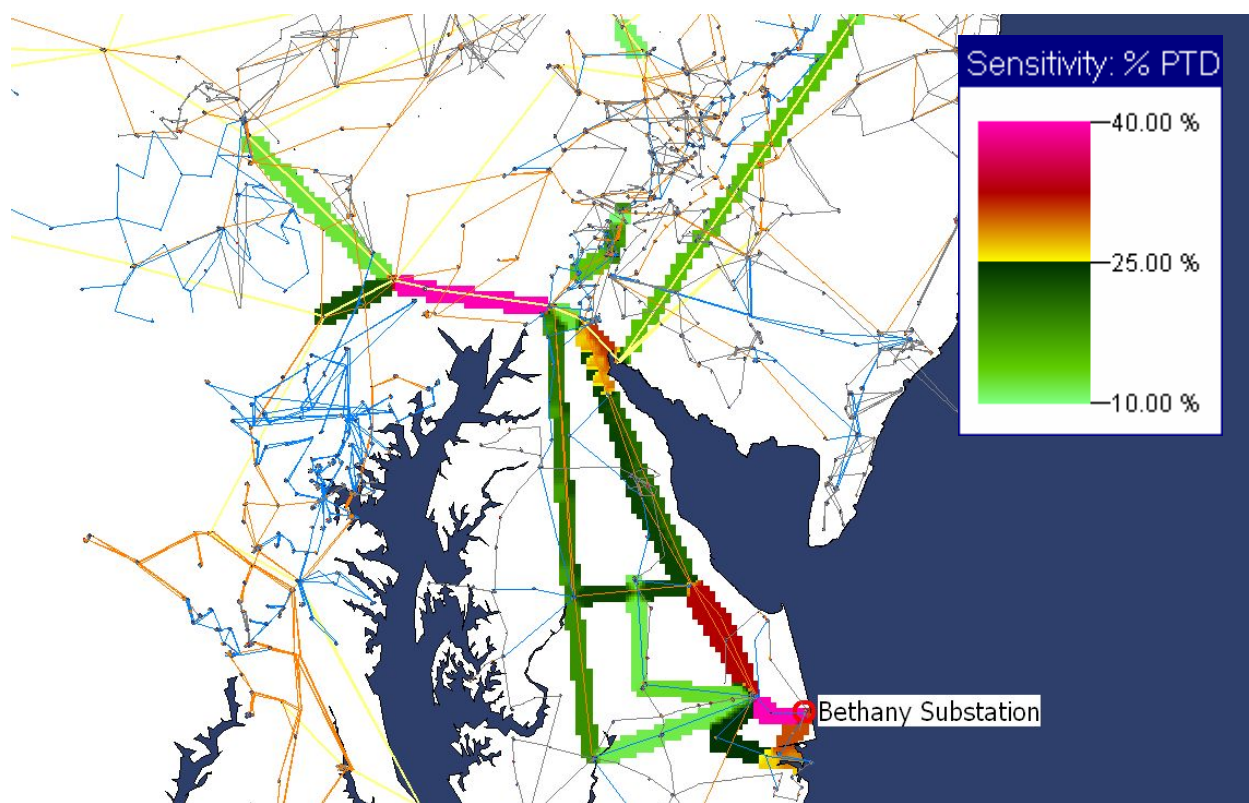 Sensitivity: % PTD
40.00 %
25.00 %
10.00 %
Bethany Substation